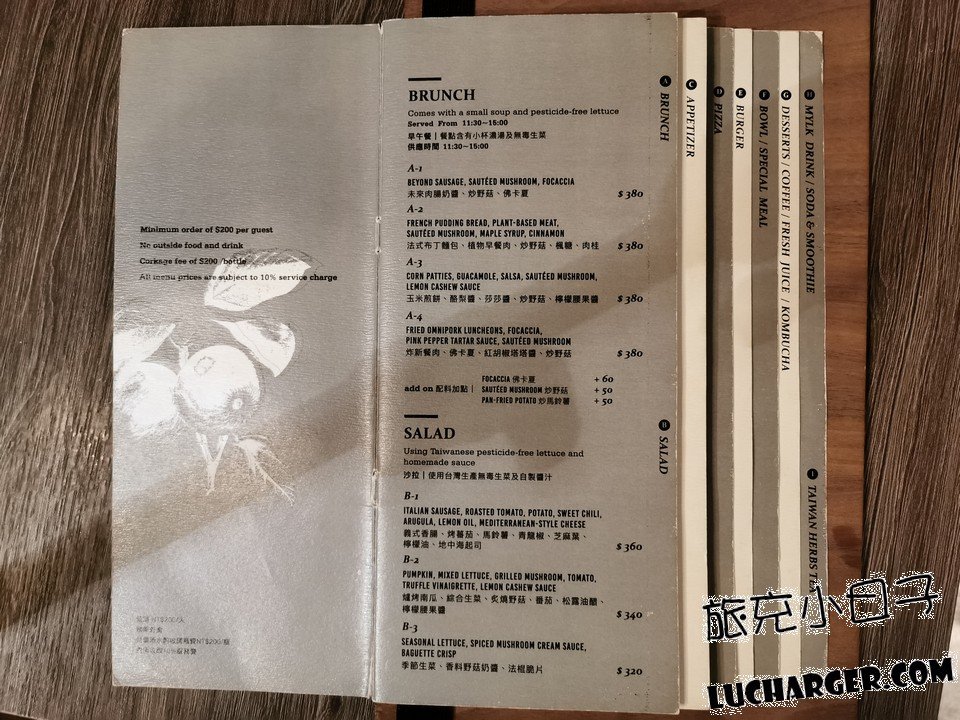 Minimum order of $200 per guest
No outside food and drink
Corkage fee of $200 /bottle
All menu prices are subject to 10% service charge
BRUNCH
Comes with a small soup and pesticide-free lettuce
Served From 11:30~15:00
早午餐 | 餐點含有小杯濃湯及無毒生菜
供應時間 11:30~15:00
A-1
BEYOND SAUSAGE, SAUTÉED MUSHROOM, FOCACCIA
未來肉腸奶醬、炒野菇、佛卡夏 $ 380
A-2
FRENCH PUDDING BREAD, PLANT-BASED MEAT,
SAUTÉED MUSHROOM, MAPLE SYRUP, CINNAMON
法式布丁麵包、植物早餐肉、炒野菇、楓糖、肉桂 $ 380
A-3
CORN PATTIES, GUACAMOLE, SALSA, SAUTÉED MUSHROOM,
LEMON CASHEW SAUCE
玉米煎餅、酪梨醬、莎莎醬、炒野菇、檸檬腰果醬 $ 380
A-4
FRIED OMNIPORK LUNCHEONS, FOCACCIA,
PINK PEPPER TARTAR SAUCE, SAUTÉED MUSHROOM
炸新餐肉、佛卡夏、紅胡椒塔塔醬、炒野菇 $ 380
add on 配料加點 |
FOCACCIA 佛卡夏 + 60
SAUTÉED MUSHROOM 炒野菇 + 50
PAN-FRIED POTATO 炒馬鈴薯 + 50
SALAD
Using Taiwanese pesticide-free lettuce and
homemade sauce
沙拉 | 使用台灣生產無毒生菜及自製醬汁
B-1
ITALIAN SAUSAGE, ROASTED TOMATO, POTATO, SWEET CHILI,
ARUGULA, LEMON OIL, MEDITERRANEAN-STYLE CHEESE
義式香腸、烤蕃茄、馬鈴薯、青龍椒、芝麻葉、
檸檬油、地中海起司 $ 360
B-2
PUMPKIN, MIXED LETTUCE, GRILLED MUSHROOM, TOMATO,
TRUFFLE VINAIGRETTE, LEMON CASHEW SAUCE
爐烤南瓜、綜合生菜、炙燒野菇、番茄、松露油醋、
檸檬腰果醬 $ 340
B-3
SEASONAL LETTUCE, SPICED MUSHROOM CREAM SAUCE,
BAGUETTE CRISP
季節生菜、香料野菇奶醬、法棍脆片 $ 320
A BRUNCH
B SALAD
C APPETIZER
D PIZZA
E BURGER
F BOWL / SPECIAL MEAL
G DESSERTS / COFFEE / FRESH JUICE / KOMBUCHA
H MYLK DRINK / SODA & SMOOTHIE
I TAIWAN HERBS
旅充小日子
LUCHARGER.COM